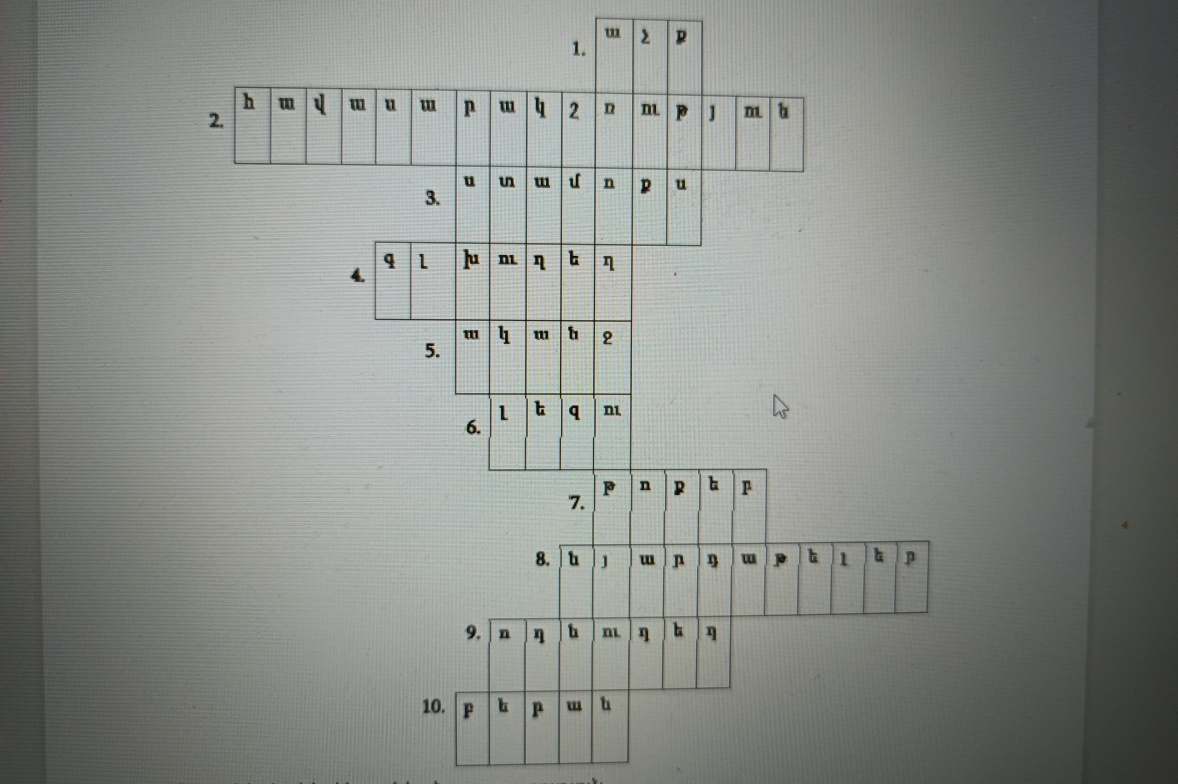 1. աչք
2. հավասարակշռություն
3. ստամոքս
4. գլխուղեղ
5. ականջ
6. լեզու
7. թոքեր
8. նյարդաթելեր
9. ողնուղեղ
10. բերան